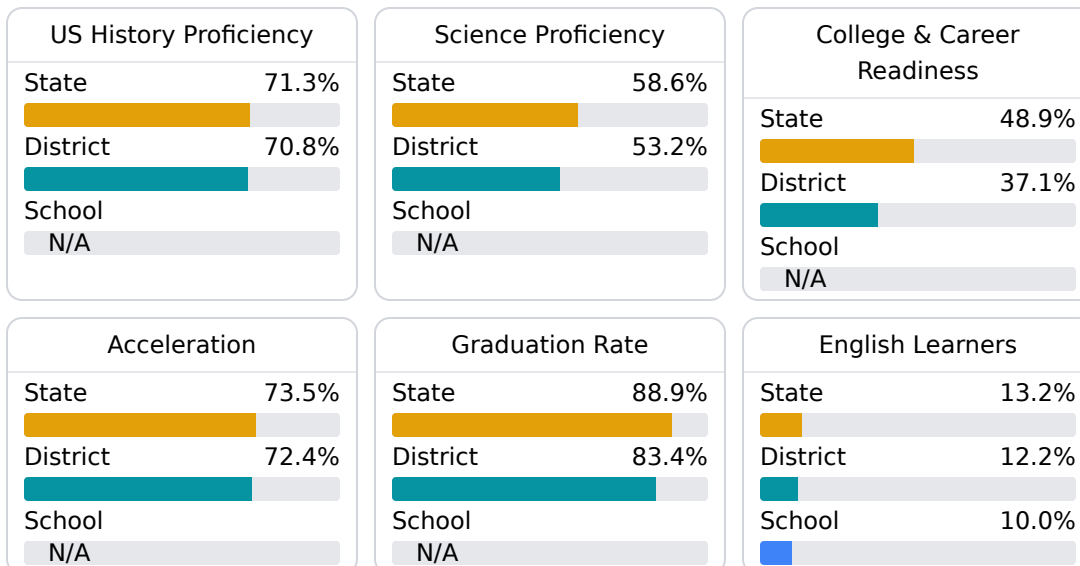 US History Proficiency
State 71.3%
District 70.8%
School
N/A
Science Proficiency
State 58.6%
District 53.2%
School
N/A
College & Career
Readiness
State 48.9%
District 37.1%
School
N/A
Acceleration
State 73.5%
District 72.4%
School
N/A
Graduation Rate
State 88.9%
District 83.4%
School
N/A
English Learners
State 13.2%
District 12.2%
School 10.0%